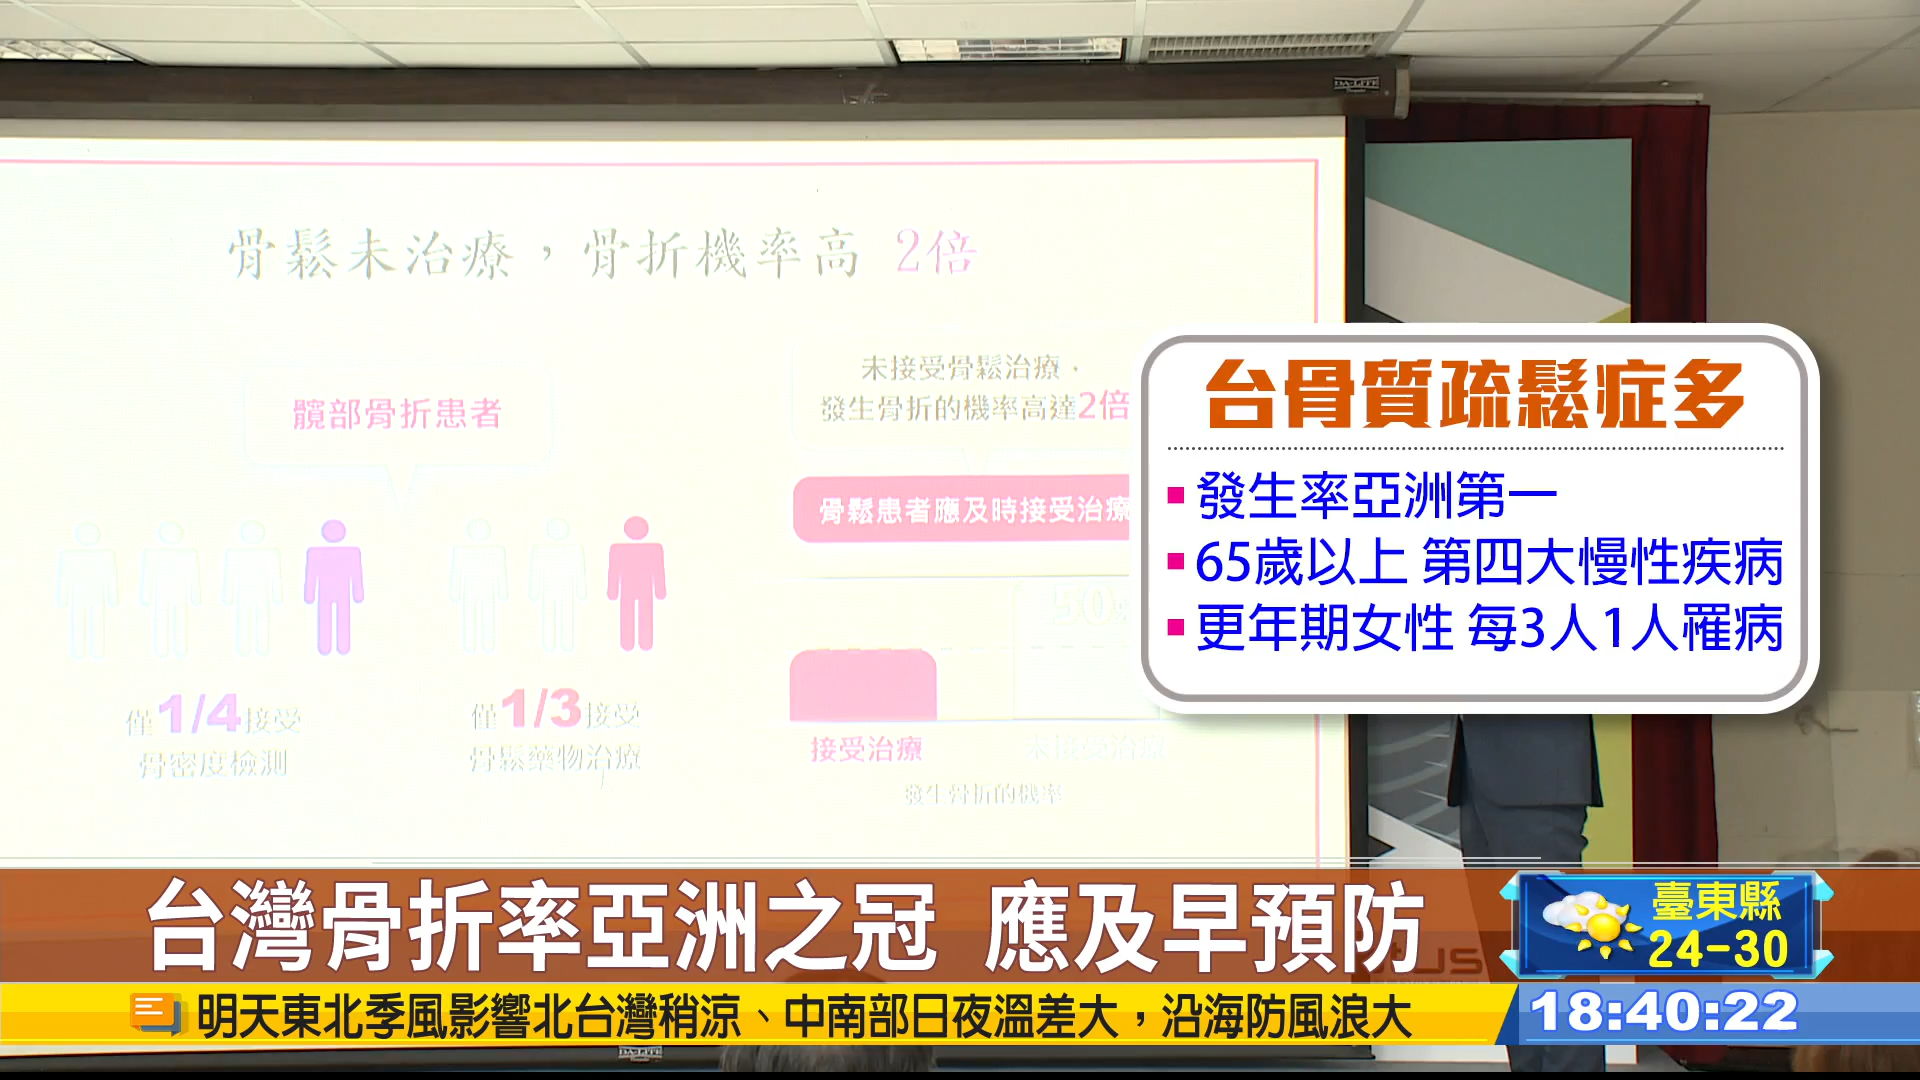 DA-LITE
骨鬆未治療，骨折機率高 2倍
髖部骨折患者
未接受骨鬆治療，
發生骨折的機率高達2倍
骨鬆患者應及時接受治療
僅1/4接受
骨密度檢測
僅1/3接受
骨鬆藥物治療
50%
接受治療
未接受治療
發生骨折的機率
台骨質疏鬆症多
發生率亞洲第一
65歲以上 第四大慢性疾病
更年期女性 每3人1人罹病
台灣骨折率亞洲之冠 應及早預防
臺東縣
24-30
明天東北季風影響北台灣稍涼、中南部日夜溫差大，沿海防風浪大
18:40:22
DA-LITE